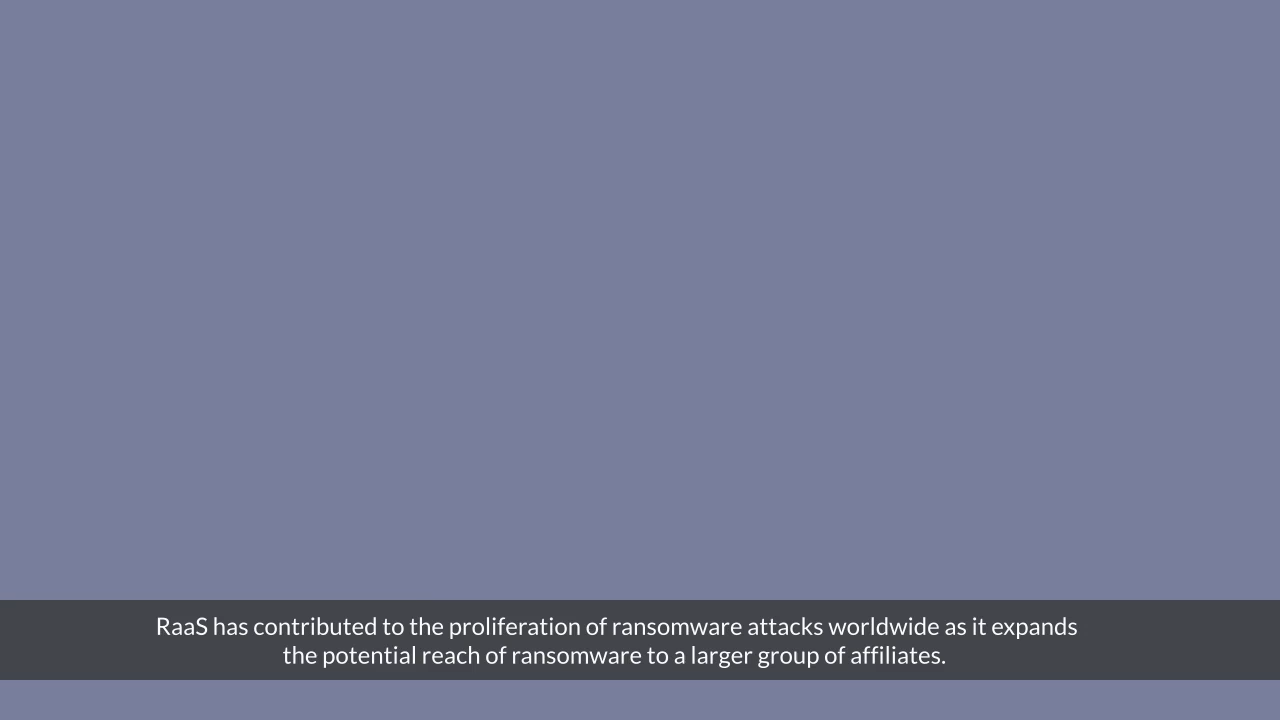 RaaS has contributed to the proliferation of ransomware attacks worldwide as it expands
the potential reach of ransomware to a larger group of affiliates.